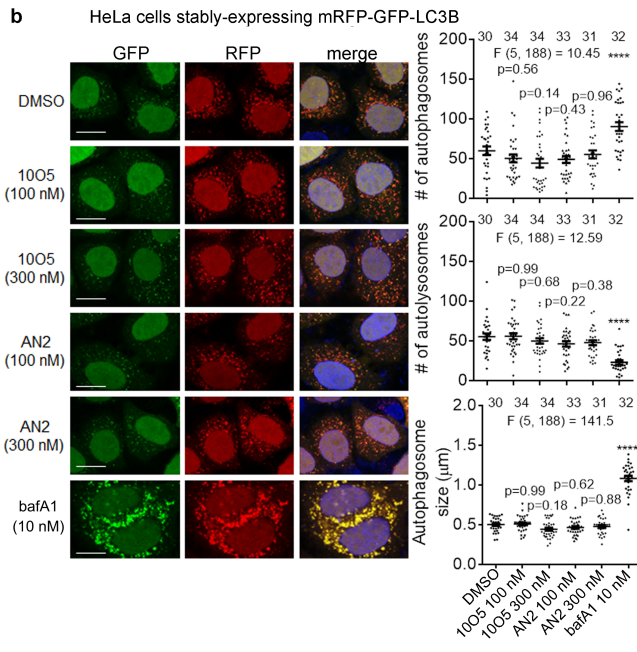 b
HeLa cells stably-expressing mRFP-GFP-LC3B
GFP RFP merge
DMSO
10O5
(100 nM)
10O5
(300 nM)
AN2
(100 nM)
AN2
(300 nM)
bafA1
(10 nM)
# of autophagosomes
200
150
100
50
0
30 34 34 33 31 32
F (5, 188) = 10.45
****
p=0.56
p=0.14
p=0.96
p=0.43
# of autolysosomes
200
150
100
50
0
30 34 34 33 31 32
F (5, 188) = 12.59
p=0.99
p=0.68
p=0.38
p=0.22
****
Autophagosome
size (μm)
2.0
1.5
1.0
0.5
0
30 34 34 33 31 32
F (5, 188) = 141.5
****
p=0.99
p=0.62
p=0.18
p=0.88
DMSO
10O5 100 nM
10O5 300 nM
AN2 100 nM
AN2 300 nM
bafA1 10 nM